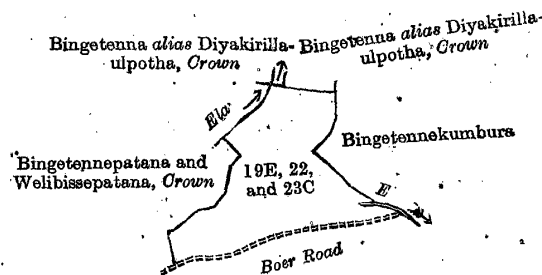 Bingetenna alias Diyakirilla-
ulpotha, Crown
Bingetenna alias Diyakirilla-
ulpotha, Crown
Ela
Bingetennekumbura
Bingetennepatana and
Welibissepatana, Crown
19E, 22,
and 23C
E
Boer Road